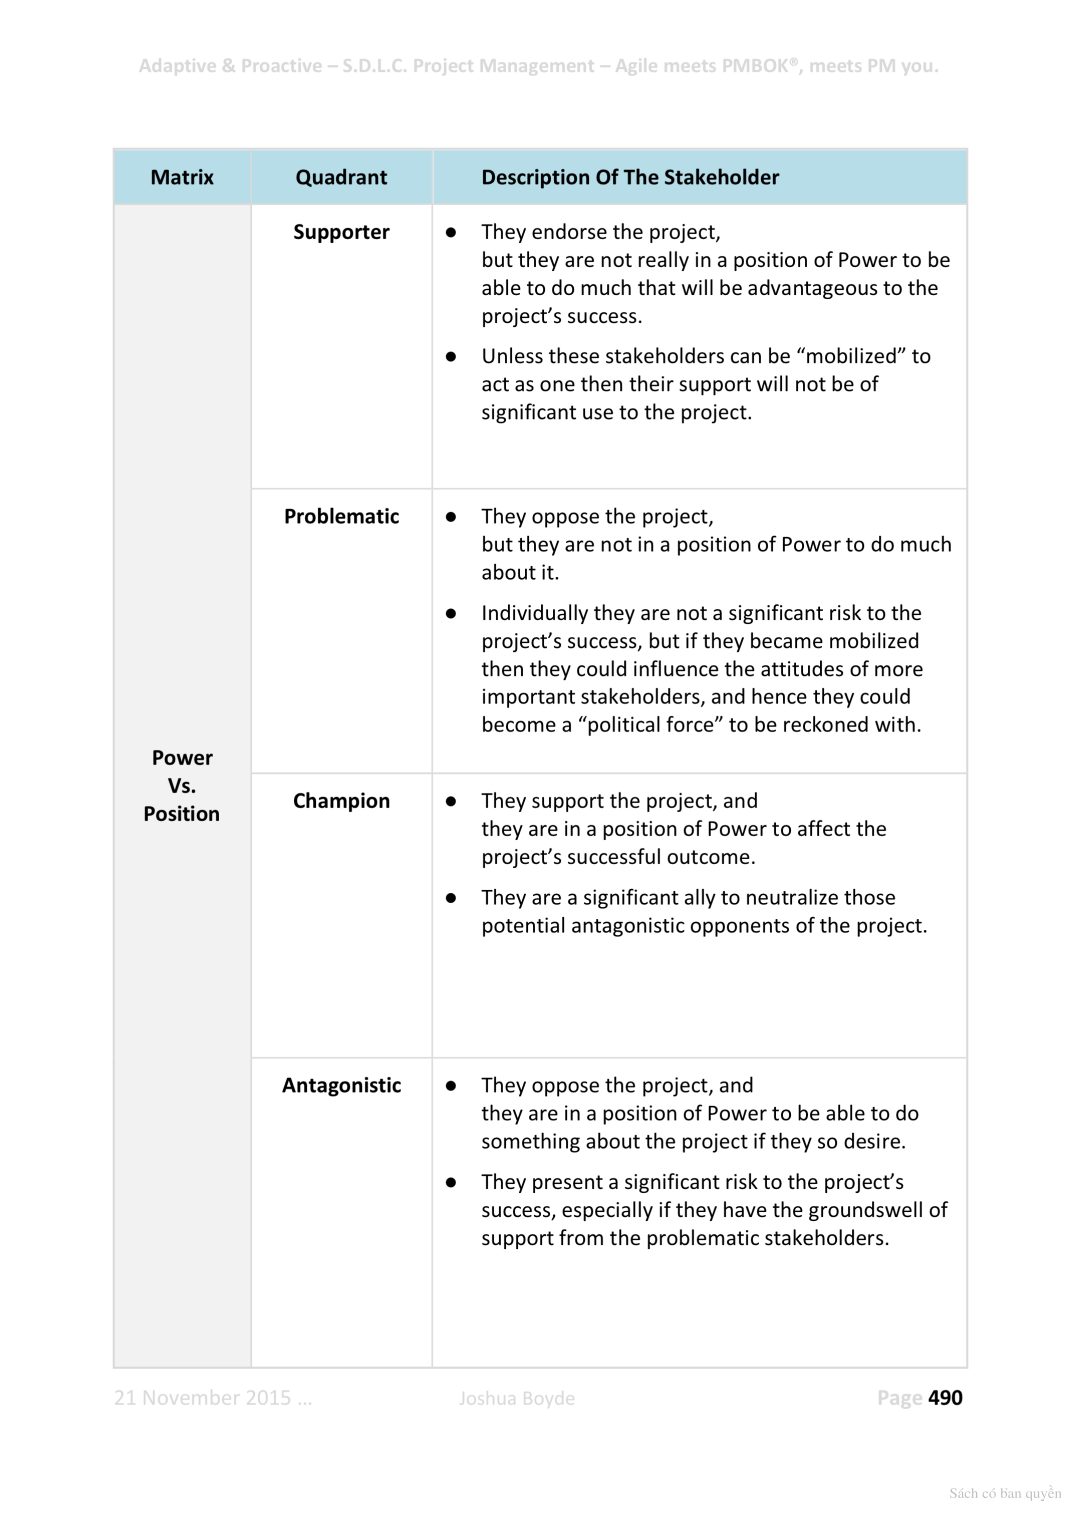 Adaptive & Proactive – S.D.L.C. Project Management – Agile meets PMBOK®, meets PM you.
Matrix Quadrant Description Of The Stakeholder
Power
Vs.
Position
Supporter
● They endorse the project,
but they are not really in a position of Power to be
able to do much that will be advantageous to the
project’s success.
● Unless these stakeholders can be “mobilized” to
act as one then their support will not be of
significant use to the project.
Problematic
● They oppose the project,
but they are not in a position of Power to do much
about it.
● Individually they are not a significant risk to the
project’s success, but if they became mobilized
then they could influence the attitudes of more
important stakeholders, and hence they could
become a “political force” to be reckoned with.
Champion
● They support the project, and
they are in a position of Power to affect the
project’s successful outcome.
● They are a significant ally to neutralize those
potential antagonistic opponents of the project.
Antagonistic
● They oppose the project, and
they are in a position of Power to be able to do
something about the project if they so desire.
● They present a significant risk to the project’s
success, especially if they have the groundswell of
support from the problematic stakeholders.
21 November 2015 … Joshua Boyde Page 490
Sách có bản quyền